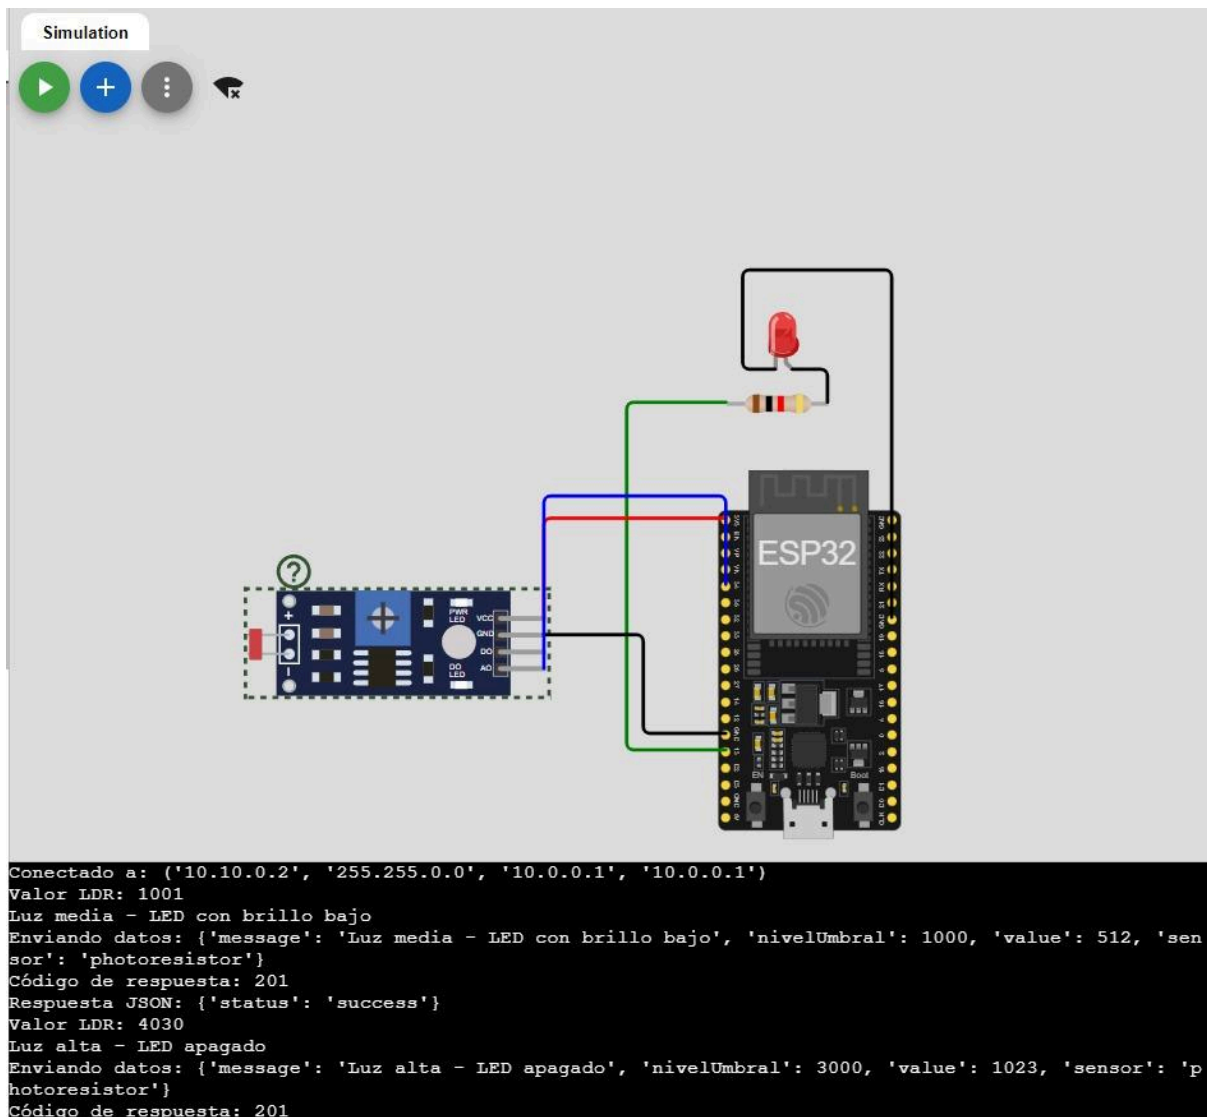 Simulation
ESP32
PWR
LED
VCC
GND
DO
AO
DO
LED
EN
Boot
Conectado a: ('10.10.0.2', '255.255.0.0', '10.0.0.1', '10.0.0.1')
Valor LDR: 1001
Luz media - LED con brillo bajo
Enviando datos: {'message': 'Luz media - LED con brillo bajo', 'nivelUmbral': 1000, 'value': 512, 'sen
sor': 'photoresistor'}
Código de respuesta: 201
Respuesta JSON: {'status': 'success'}
Valor LDR: 4030
Luz alta - LED apagado
Enviando datos: {'message': 'Luz alta - LED apagado', 'nivelUmbral': 3000, 'value': 1023, 'sensor': 'p
hotoresistor'}
Código de respuesta: 201